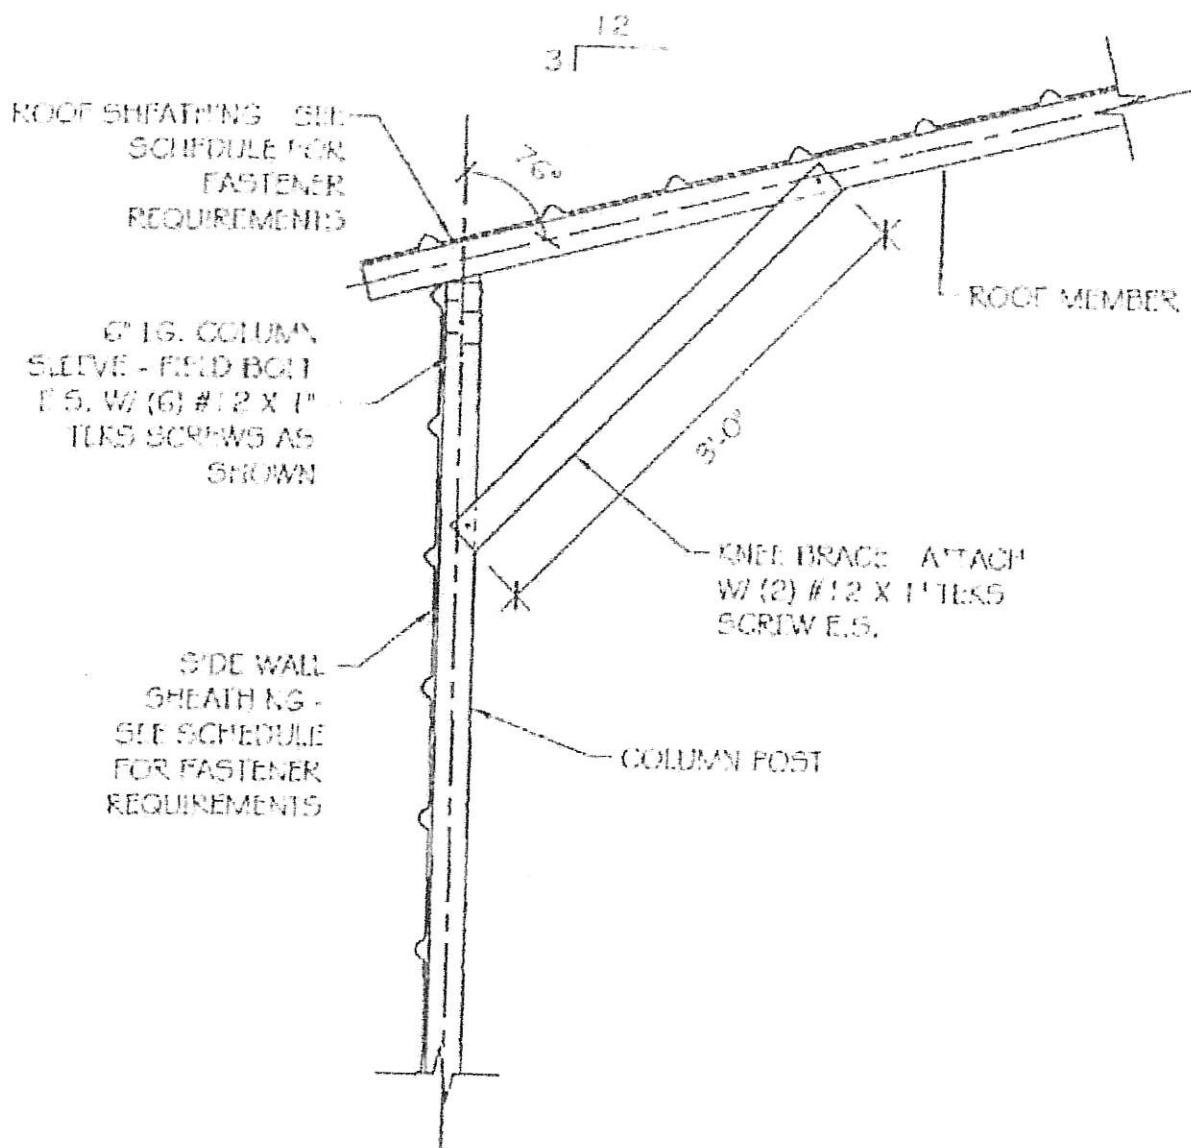 12
3
ROOF SHEATHING SEE
SCHEDULE FOR
FASTENER
REQUIREMENTS
76°
ROOF MEMBER
6" LG. COLUMN
SLEEVE - FIELD BOLT
E.S. W/ (6) #12 X 1"
TEKS SCREWS AS
SHOWN
3'-0"
KNEE BRACE ATTACH
W/ (2) #12 X 1" TEKS
SCREW E.S.
SIDE WALL
SHEATHING -
SEE SCHEDULE
FOR FASTENER
REQUIREMENTS
COLUMN POST